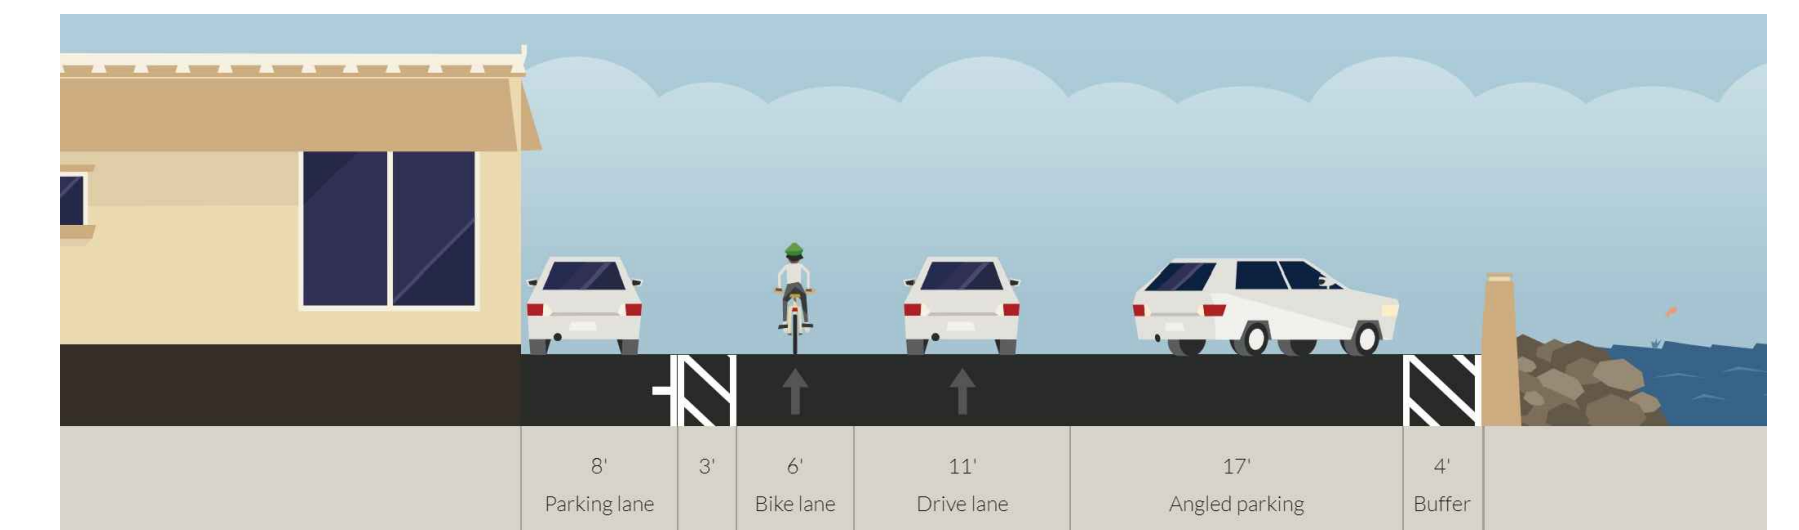 8' 3' 6' 11' 17' 4'
Parking lane Bike lane Drive lane Angled parking Buffer